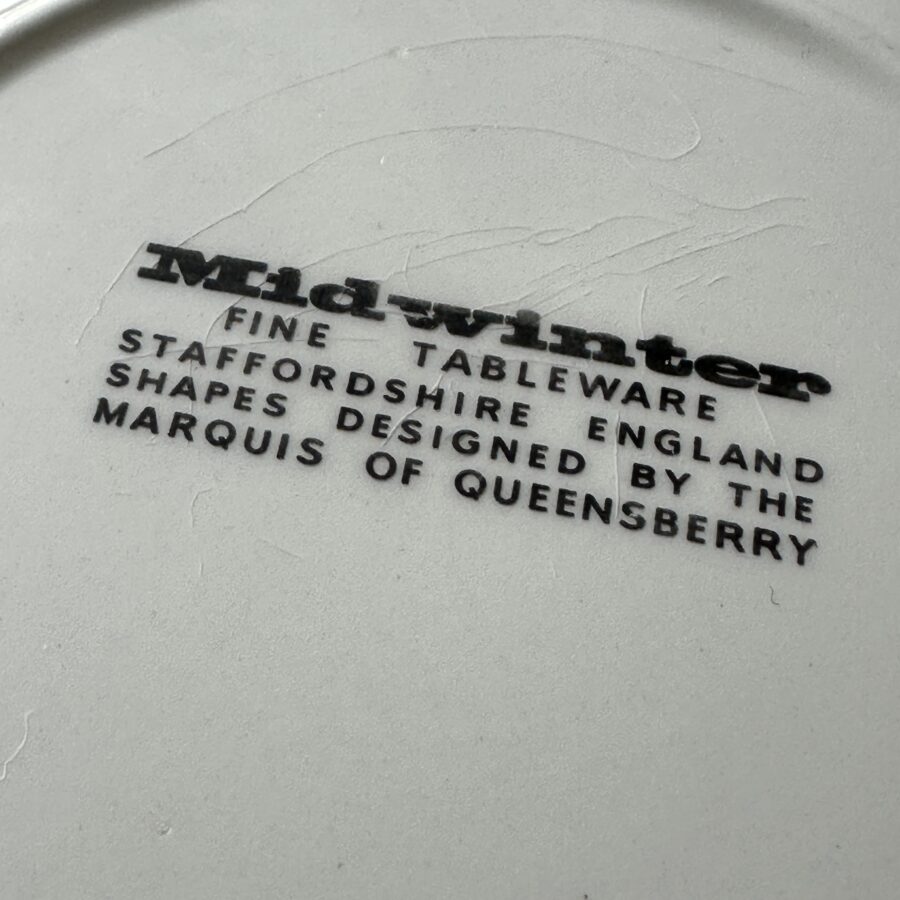 Midwinter
FINE TABLEWARE
STAFFORDSHIRE ENGLAND
SHAPES DESIGNED BY THE
MARQUIS OF QUEENSBERRY